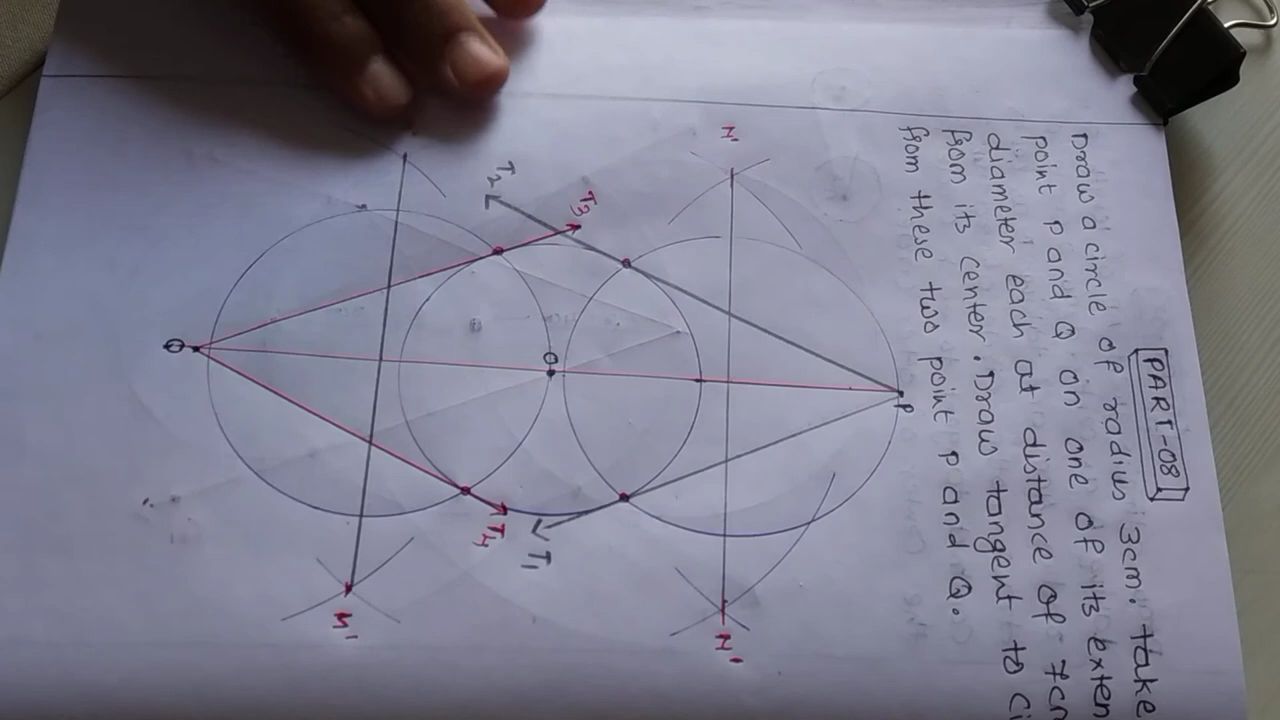 PART-08
Draw a circle of radius 3cm. take
point P and Q on one of its exten
diameter each at distance of 7cm
from its center. Draw tangent to ci
from these two point P and Q.
N'
T2
T3
P
O
Q
T4
T1
M'
N'